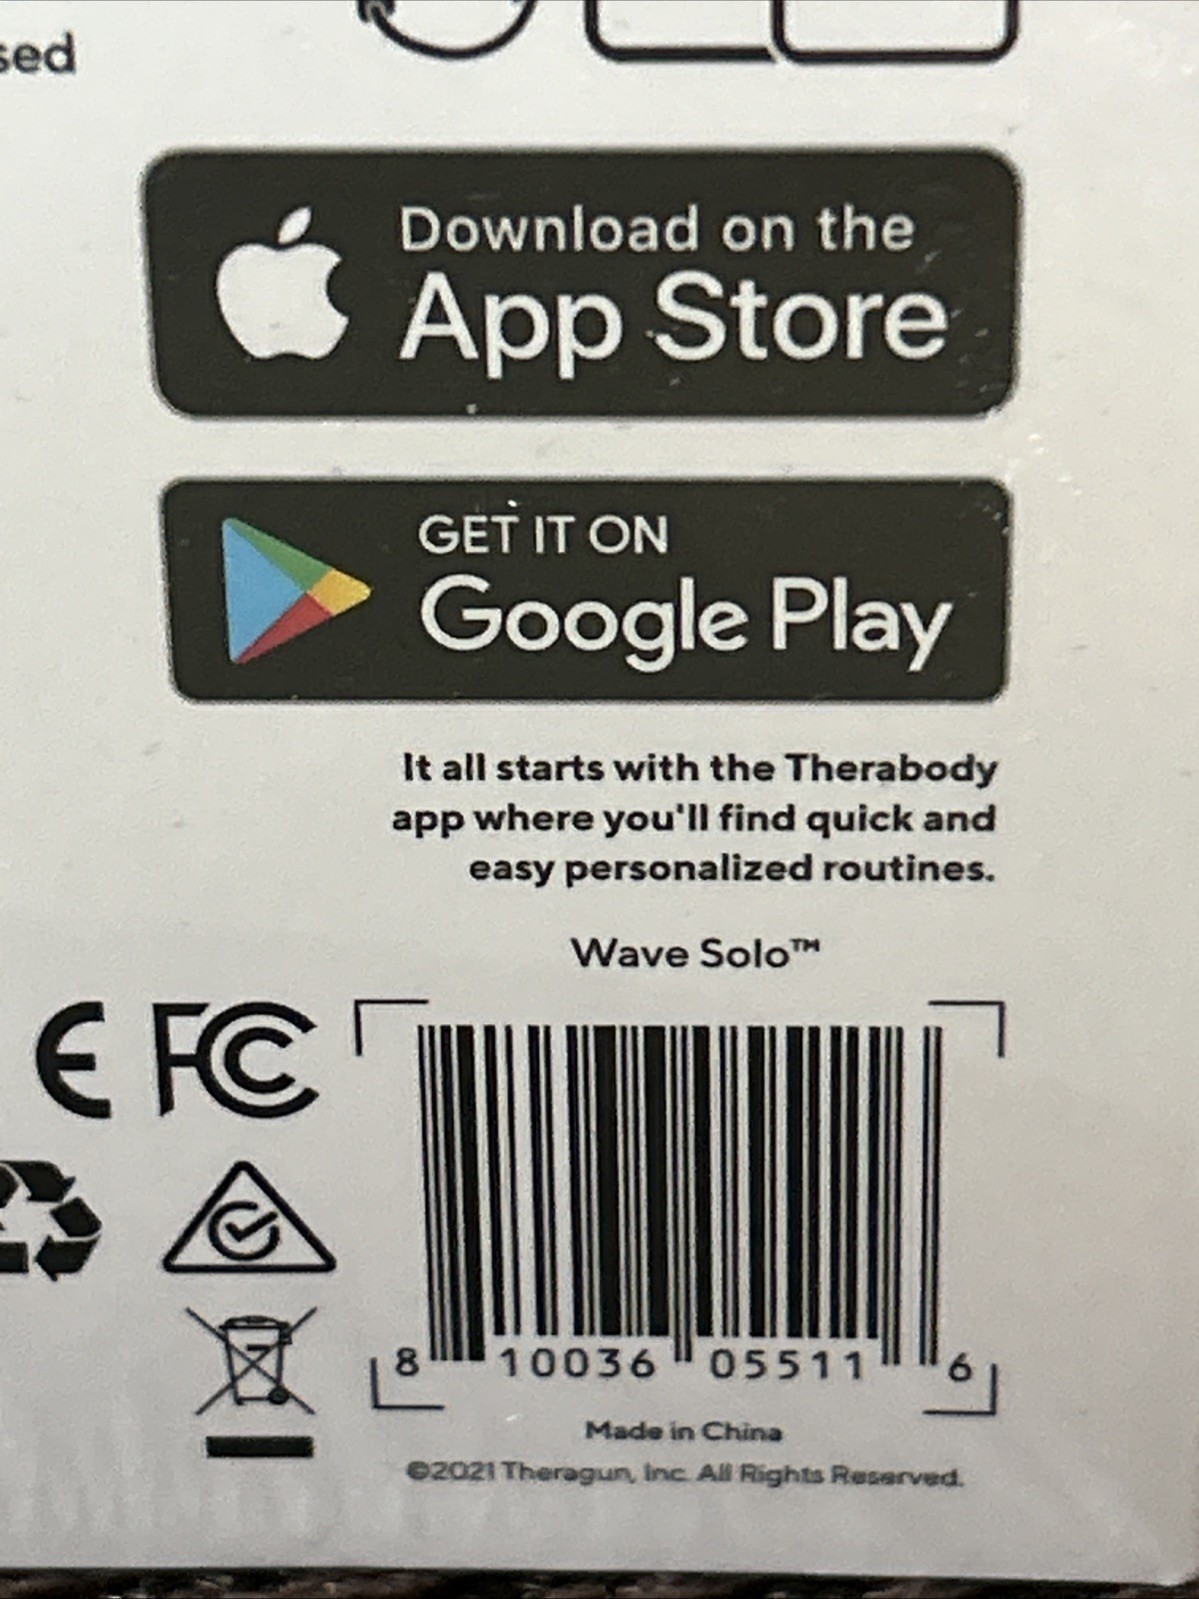 sed
Download on the
App Store
GET IT ON
Google Play
It all starts with the Therabody
app where you'll find quick and
easy personalized routines.
Wave Solo™
CE FC
8 10036 05511 6
Made in China
©2021 Theragun, Inc. All Rights Reserved.